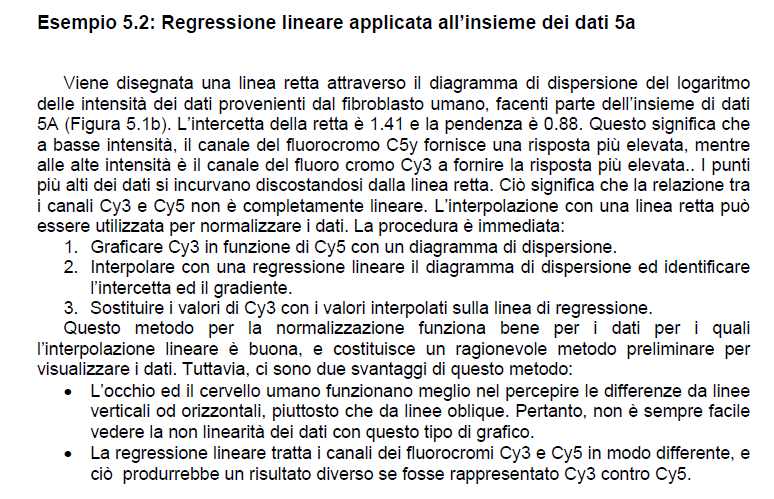 Esempio 5.2: Regressione lineare applicata all'insieme dei dati 5a
Viene disegnata una linea retta attraverso il diagramma di dispersione del logaritmo
delle intensità dei dati provenienti dal fibroblasto umano, facenti parte dell'insieme di dati
5A (Figura 5.1b). L'intercetta della retta è 1.41 e la pendenza è 0.88. Questo significa che
a basse intensità, il canale del fluorocromo C5y fornisce una risposta più elevata, mentre
alle alte intensità è il canale del fluoro cromo Cy3 a fornire la risposta più elevata.. I punti
più alti dei dati si incurvano discostandosi dalla linea retta. Ciò significa che la relazione tra
i canali Cy3 e Cy5 non è completamente lineare. L'interpolazione con una linea retta può
essere utilizzata per normalizzare i dati. La procedura è immediata:
1. Graficare Cy3 in funzione di Cy5 con un diagramma di dispersione.
2. Interpolare con una regressione lineare il diagramma di dispersione ed identificare
l'intercetta ed il gradiente.
3. Sostituire i valori di Cy3 con i valori interpolati sulla linea di regressione.
Questo metodo per la normalizzazione funziona bene per i dati per i quali
l'interpolazione lineare è buona, e costituisce un ragionevole metodo preliminare per
visualizzare i dati. Tuttavia, ci sono due svantaggi di questo metodo:
• L'occhio ed il cervello umano funzionano meglio nel percepire le differenze da linee
verticali od orizzontali, piuttosto che da linee oblique. Pertanto, non è sempre facile
vedere la non linearità dei dati con questo tipo di grafico.
• La regressione lineare tratta i canali dei fluorocromi Cy3 e Cy5 in modo differente, e
ciò produrrebbe un risultato diverso se fosse rappresentato Cy3 contro Cy5.